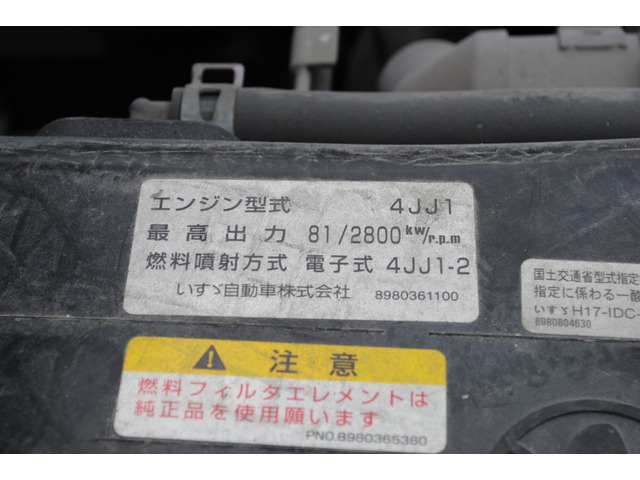 エンジン型式 4JJ1
最高出力 81/2800 kW/r.p.m
燃料噴射方式 電子式 4JJ1-2
いすゞ自動車株式会社 8980361100
国土交通省型式指定
指定に係わる一酸
いすゞH17-IDC-
8980804630
注意
燃料フィルタエレメントは
純正品を使用願います
PNO.8980365360